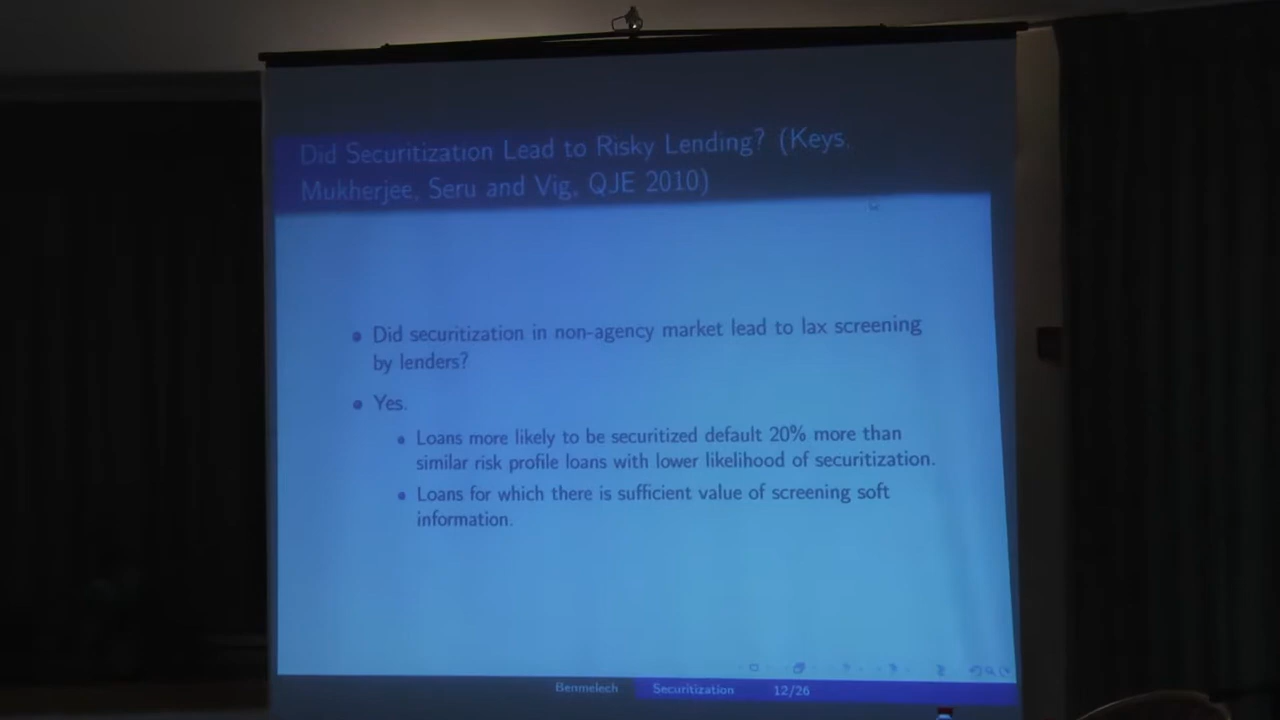 Did Securitization Lead to Risky Lending? (Keys,
Mukherjee, Seru and Vig, QJE 2010)
Did securitization in non-agency market lead to lax screening
by lenders?
Yes.
Loans more likely to be securitized default 20% more than
similar risk profile loans with lower likelihood of securitization.
Loans for which there is sufficient value of screening soft
information.
Benmelech Securitization 12/26